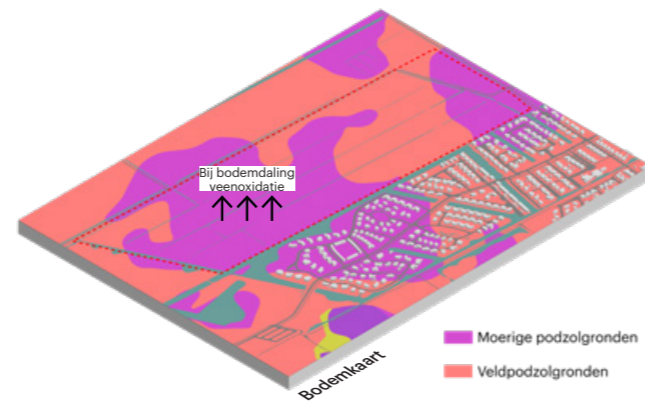 Bij bodemdaling
veenoxidatie
Bodemkaart
Moerige podzolgronden
Veldpodzolgronden